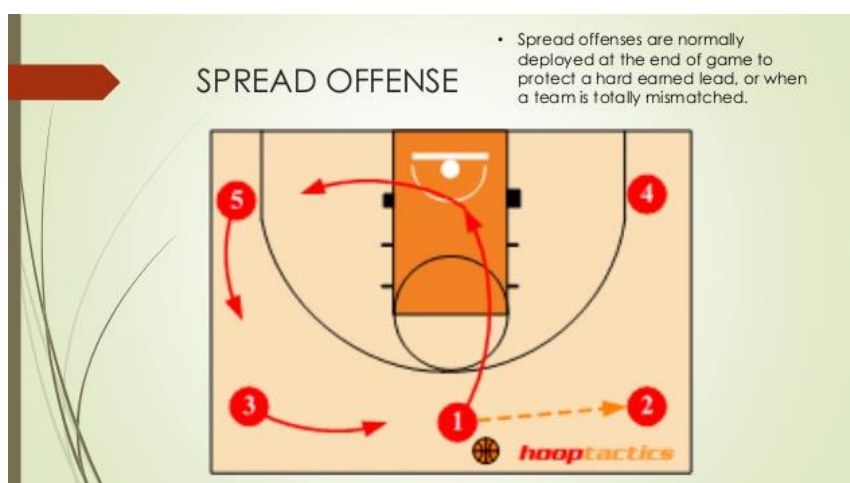 SPREAD OFFENSE
• Spread offenses are normally
deployed at the end of game to
protect a hard earned lead, or when
a team is totally mismatched.
5
4
3
1
2
hooptactics